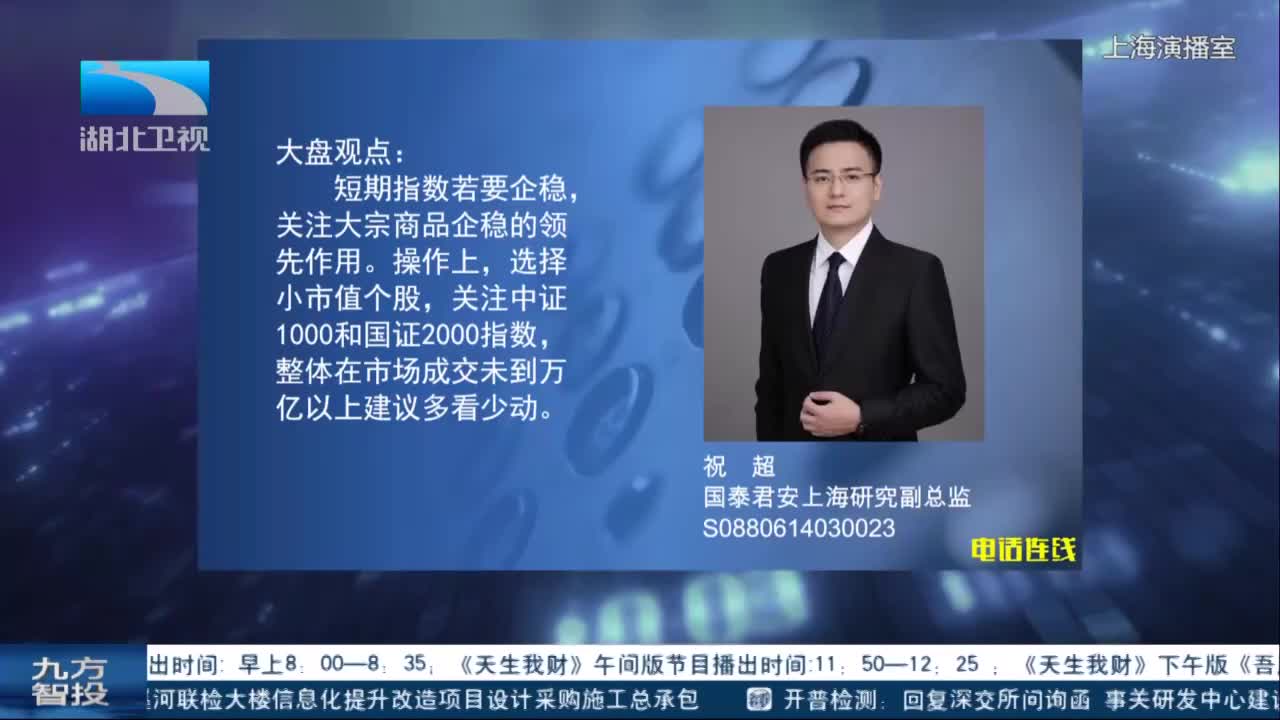 上海演播室
湖北卫视
大盘观点：
短期指数若要企稳，
关注大宗商品企稳的领
先作用。操作上，选择
小市值个股，关注中证
1000和国证2000指数，
整体在市场成交未到万
亿以上建议多看少动。
祝 超
国泰君安上海研究副总监
S0880614030023
电话连线
九方
智投
出时间：早上8：00—8：35；《天生我财》午间版节目播出时间:11：50—12：25 ；《天生我财》下午版《吾
河联检大楼信息化提升改造项目设计采购施工总承包 开普检测：回复深交所问询函 事关研发中心建